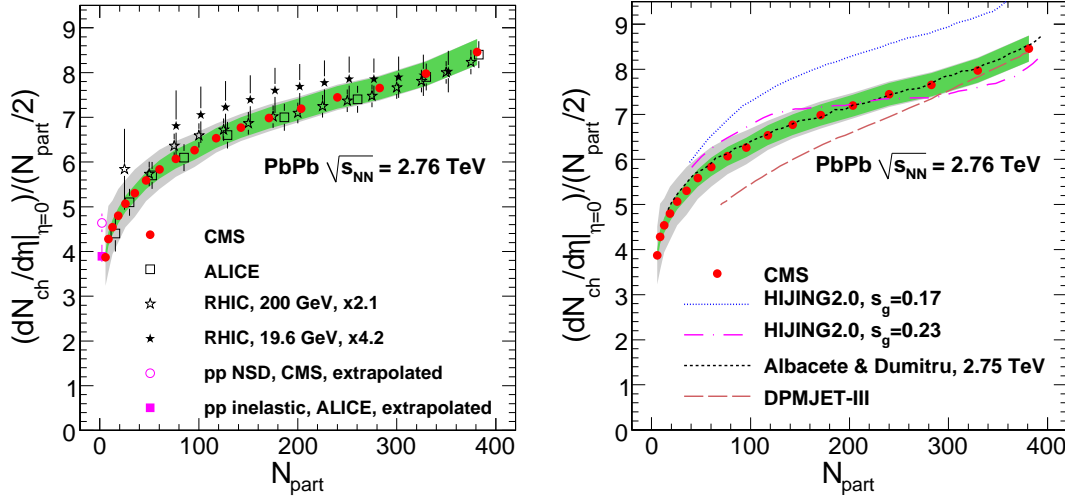 (dN_ch/dη|_η=0)/(N_part/2)
9
8
7
6
5
4
3
2
1
0
PbPb √s_NN = 2.76 TeV
CMS
ALICE
RHIC, 200 GeV, x2.1
RHIC, 19.6 GeV, x4.2
pp NSD, CMS, extrapolated
pp inelastic, ALICE, extrapolated
0 100 200 300 400
N_part
(dN_ch/dη|_η=0)/(N_part/2)
9
8
7
6
5
4
3
2
1
0
PbPb √s_NN = 2.76 TeV
CMS
HIJING2.0, s_g=0.17
HIJING2.0, s_g=0.23
Albacete & Dumitru, 2.75 TeV
DPMJET-III
0 100 200 300 400
N_part